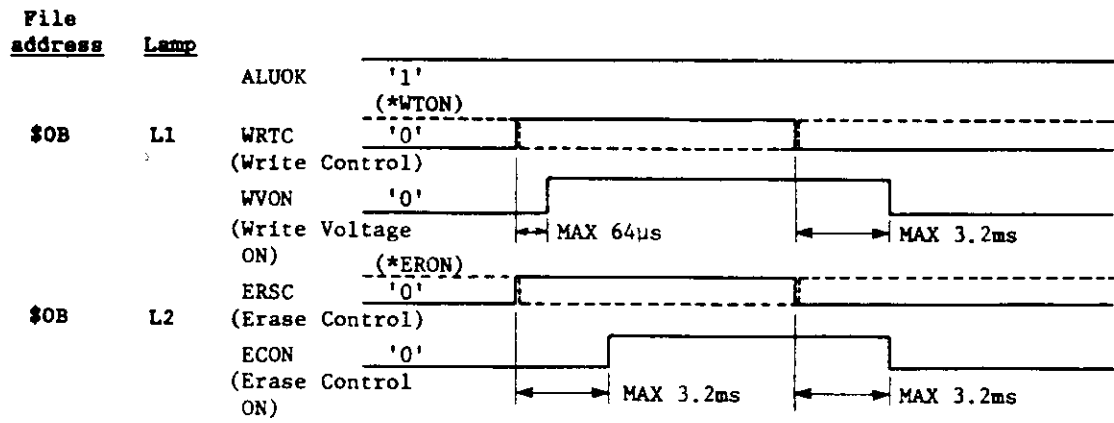 File
address Lamp
ALUOK '1'
(*WTON)
$0B L1 WRTC '0'
(Write Control)
WVON '0'
(Write Voltage MAX 64µs MAX 3.2ms
ON)
(*ERON)
ERSC '0'
$0B L2 (Erase Control)
ECON '0'
(Erase Control MAX 3.2ms MAX 3.2ms
ON)